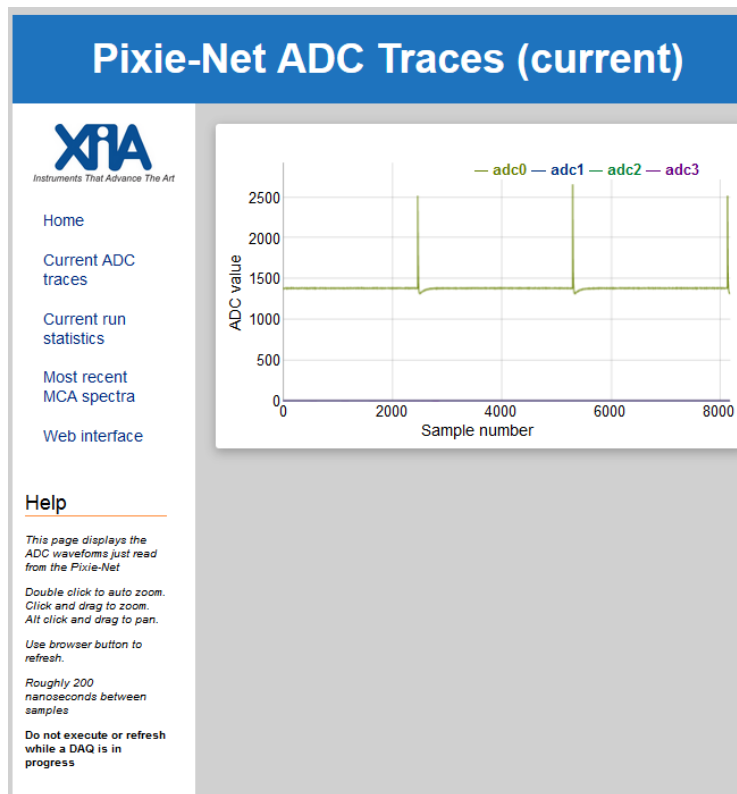 Pixie-Net ADC Traces (current)
XIA
Instruments That Advance The Art
Home
Current ADC
traces
Current run
statistics
Most recent
MCA spectra
Web interface
Help
This page displays the
ADC waveforms just read
from the Pixie-Net
Double click to auto zoom.
Click and drag to zoom.
Alt click and drag to pan.
Use browser button to
refresh.
Roughly 200
nanoseconds between
samples
Do not execute or refresh
while a DAQ is in
progress
— adc0 — adc1 — adc2 — adc3
ADC value
2500
2000
1500
1000
500
0
0 2000 4000 6000 8000
Sample number